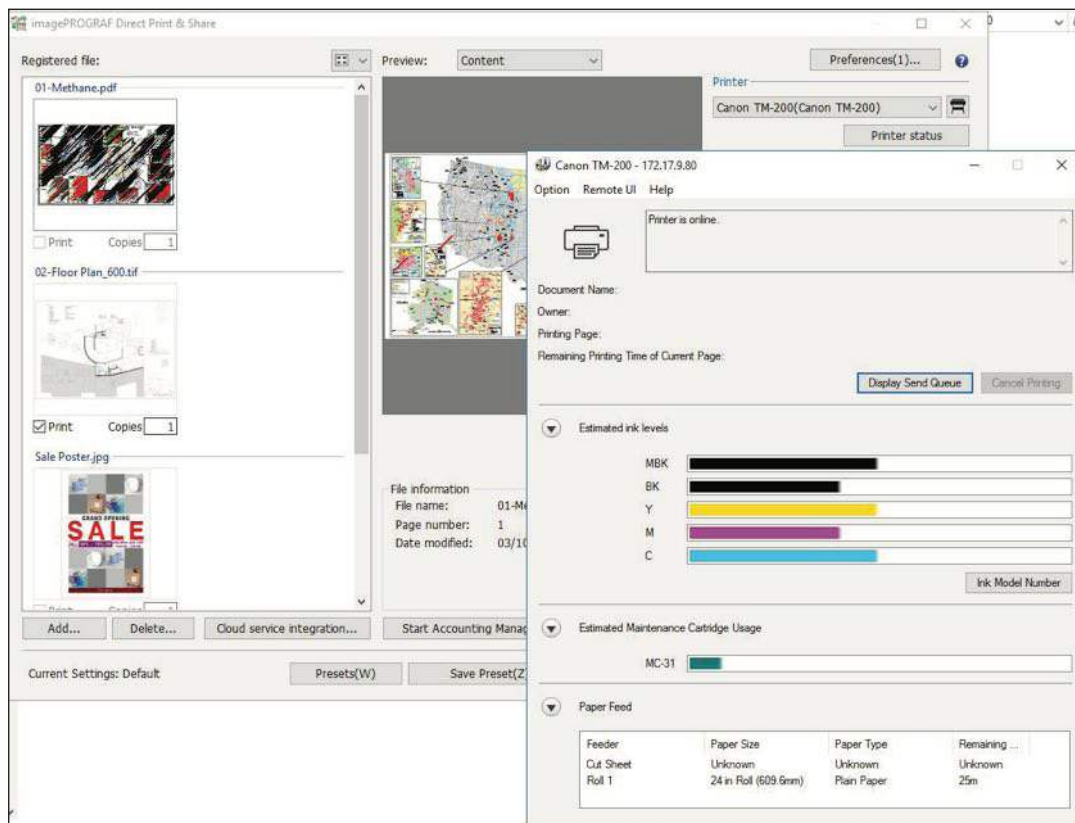 imagePROGRAF Direct Print & Share
Registered file:
Preview:
Content
Preferences(1)...
01-Methane.pdf
Print Copies 1
02-Floor Plan_600.tif
Print Copies 1
Sale Poster.jpg
GRAND OPENING
SALE
Printer
Canon TM-200(Canon TM-200)
Printer status
File information
File name: 01-Me
Page number: 1
Date modified: 03/10
Add...
Delete...
Cloud service integration...
Start Accounting Manag
Current Settings: Default
Presets(W)
Save Preset(Z)
Canon TM-200 - 172.17.9.80
Option Remote UI Help
Printer is online.
Document Name:
Owner:
Printing Page:
Remaining Printing Time of Current Page:
Display Send Queue
Cancel Printing
Estimated ink levels
MBK
BK
Y
M
C
Ink Model Number
Estimated Maintenance Cartridge Usage
MC-31
Paper Feed
Feeder Paper Size Paper Type Remaining ...
Cut Sheet Unknown Unknown Unknown
Roll 1 24 in Roll (609.6mm) Plain Paper 25m